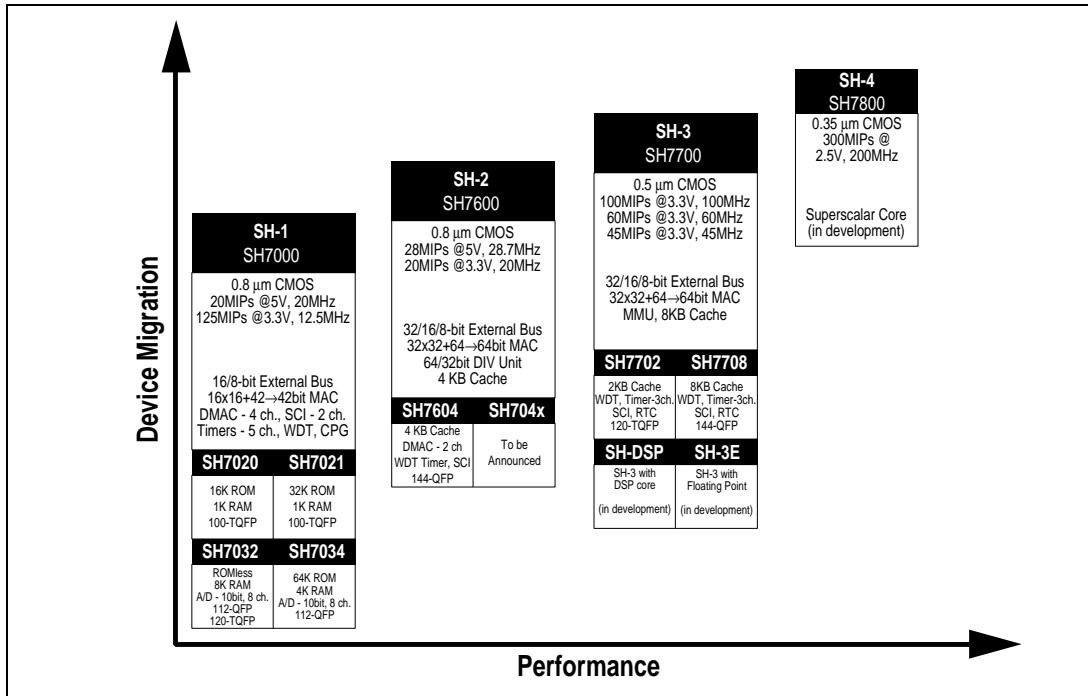 Device Migration
SH-1
SH7000
0.8 μm CMOS
20MIPs @5V, 20MHz
125MIPs @3.3V, 12.5MHz
16/8-bit External Bus
16x16+42→42bit MAC
DMAC - 4 ch., SCI - 2 ch.
Timers - 5 ch., WDT, CPG
SH7020
16K ROM
1K RAM
100-TQFP
SH7021
32K ROM
1K RAM
100-TQFP
SH7032
ROMless
8K RAM
A/D - 10bit, 8 ch.
112-QFP
120-TQFP
SH7034
64K ROM
4K RAM
A/D - 10bit, 8 ch.
112-QFP
SH-2
SH7600
0.8 μm CMOS
28MIPs @5V, 28.7MHz
20MIPs @3.3V, 20MHz
32/16/8-bit External Bus
32x32+64→64bit MAC
64/32bit DIV Unit
4 KB Cache
SH7604
4 KB Cache
DMAC - 2 ch
WDT Timer, SCI
144-QFP
SH704x
To be
Announced
SH-3
SH7700
0.5 μm CMOS
100MIPs @3.3V, 100MHz
60MIPs @3.3V, 60MHz
45MIPs @3.3V, 45MHz
32/16/8-bit External Bus
32x32+64→64bit MAC
MMU, 8KB Cache
SH7702
2KB Cache
WDT, Timer-3ch.
SCI, RTC
120-TQFP
SH7708
8KB Cache
WDT, Timer-3ch.
SCI, RTC
144-QFP
SH-DSP
SH-3 with
DSP core
(in development)
SH-3E
SH-3 with
Floating Point
(in development)
SH-4
SH7800
0.35 μm CMOS
300MIPs @
2.5V, 200MHz
Superscalar Core
(in development)
Performance